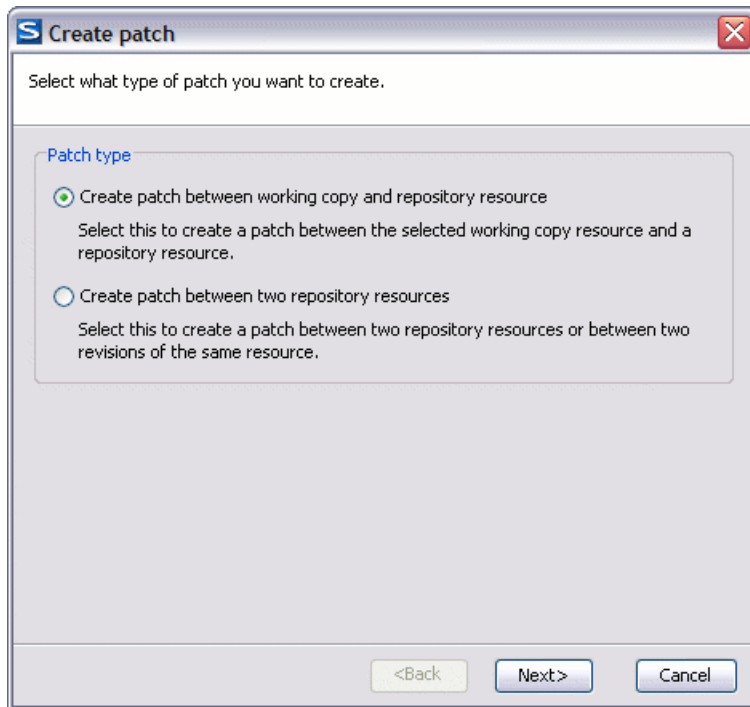 S Create patch
Select what type of patch you want to create.
Patch type
Create patch between working copy and repository resource
Select this to create a patch between the selected working copy resource and a
repository resource.
Create patch between two repository resources
Select this to create a patch between two repository resources or between two
revisions of the same resource.
<Back Next> Cancel